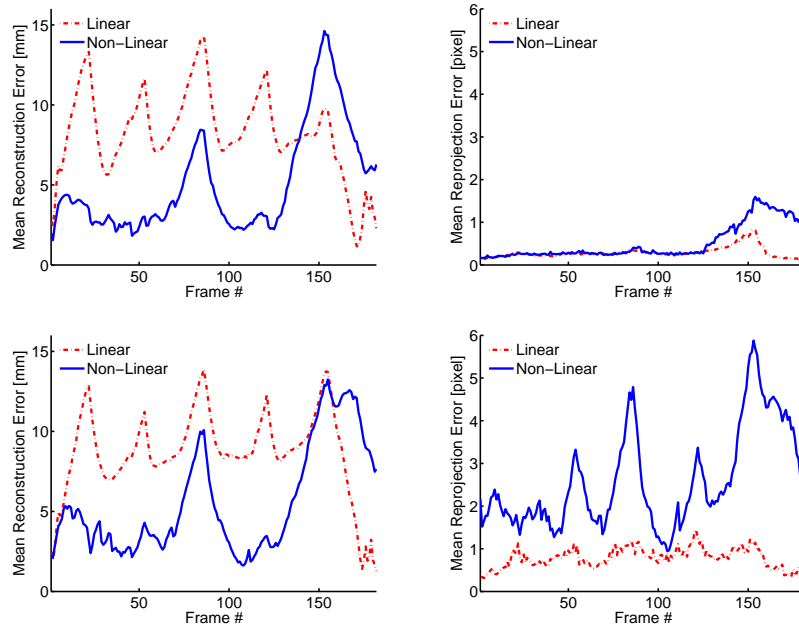 Mean Reconstruction Error [mm]
15
10
5
0
Linear
Non−Linear
50
100
150
Frame #
Mean Reprojection Error [pixel]
6
5
4
3
2
1
0
Linear
Non−Linear
50
100
150
Frame #
Mean Reconstruction Error [mm]
15
10
5
0
Linear
Non−Linear
50
100
150
Frame #
Mean Reprojection Error [pixel]
6
5
4
3
2
1
0
Linear
Non−Linear
50
100
150
Frame #